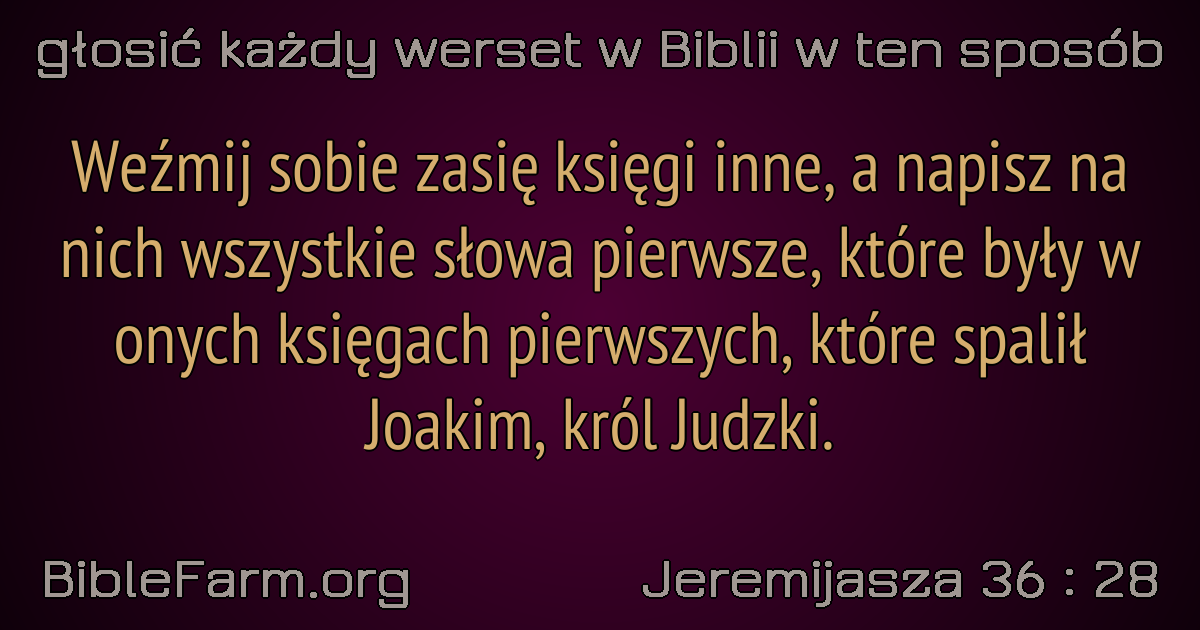 głosić każdy werset w Biblii w ten sposób
Weźmij sobie zasię księgi inne, a napisz na
nich wszystkie słowa pierwsze, które były w
onych księgach pierwszych, które spalił
Joakim, król Judzki.
BibleFarm.org
Jeremijasza 36 : 28